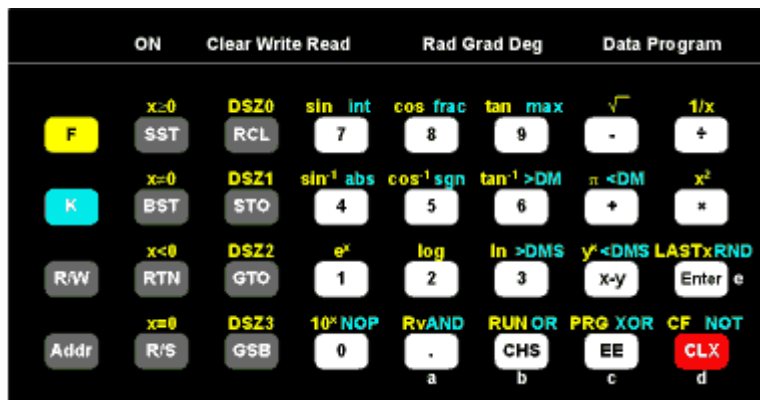 ON Clear Write Read Rad Grad Deg Data Program
x≥0 DSZ0 sin int cos frac tan max √ 1/x
F SST RCL 7 8 9 - ÷
x≠0 DSZ1 sin⁻¹ abs cos⁻¹ sgn tan⁻¹ >DM π <DM x²
K BST STO 4 5 6 + ×
x<0 DSZ2 eˣ log ln >DMS yˣ <DMS LASTx RND
R/W RTN GTO 1 2 3 x-y Enter e
x=0 DSZ3 10ˣ NOP RvAND RUN OR PRG XOR CF NOT
Addr R/S GSB 0 . CHS EE CLX
a b c d